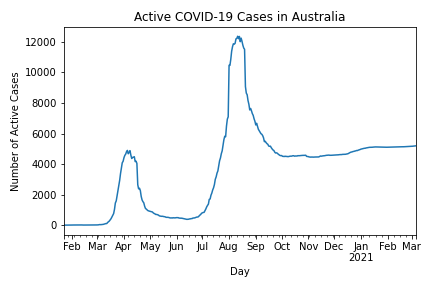 Active COVID-19 Cases in Australia
Number of Active Cases
12000
10000
8000
6000
4000
2000
0
Feb Mar Apr May Jun Jul Aug Sep Oct Nov Dec Jan Feb Mar
2021
Day